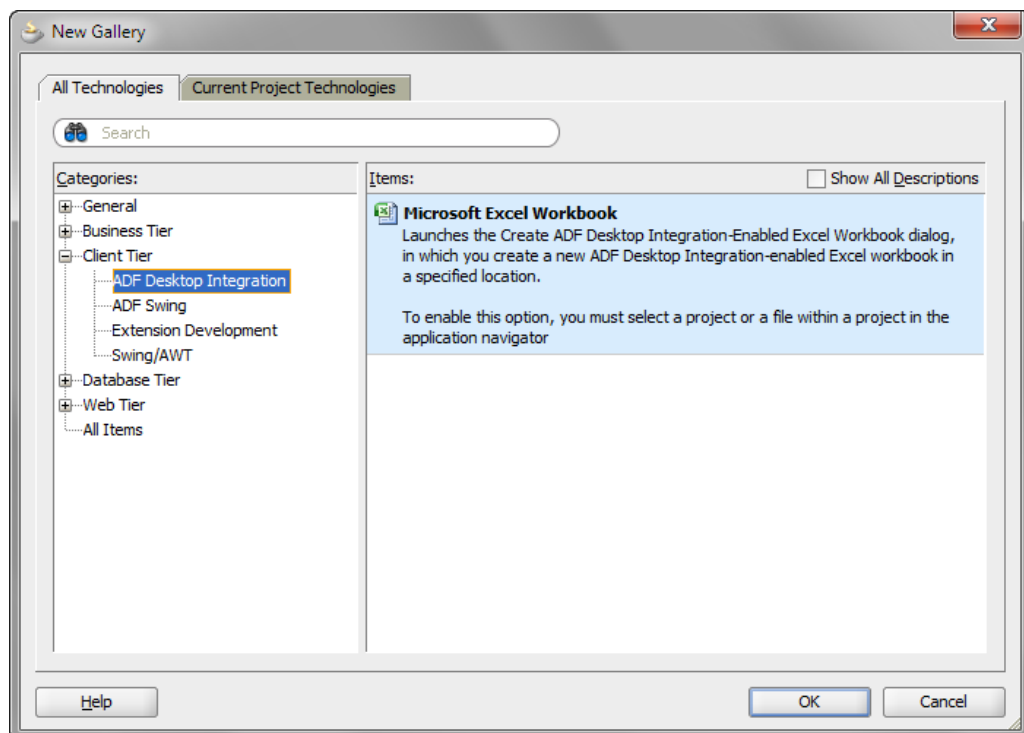 New Gallery
All Technologies
Current Project Technologies
Search
Categories:
General
Business Tier
Client Tier
ADF Desktop Integration
ADF Swing
Extension Development
Swing/AWT
Database Tier
Web Tier
All Items
Items:
Show All Descriptions
Microsoft Excel Workbook
Launches the Create ADF Desktop Integration-Enabled Excel Workbook dialog,
in which you create a new ADF Desktop Integration-enabled Excel workbook in
a specified location.
To enable this option, you must select a project or a file within a project in the
application navigator
Help
OK
Cancel